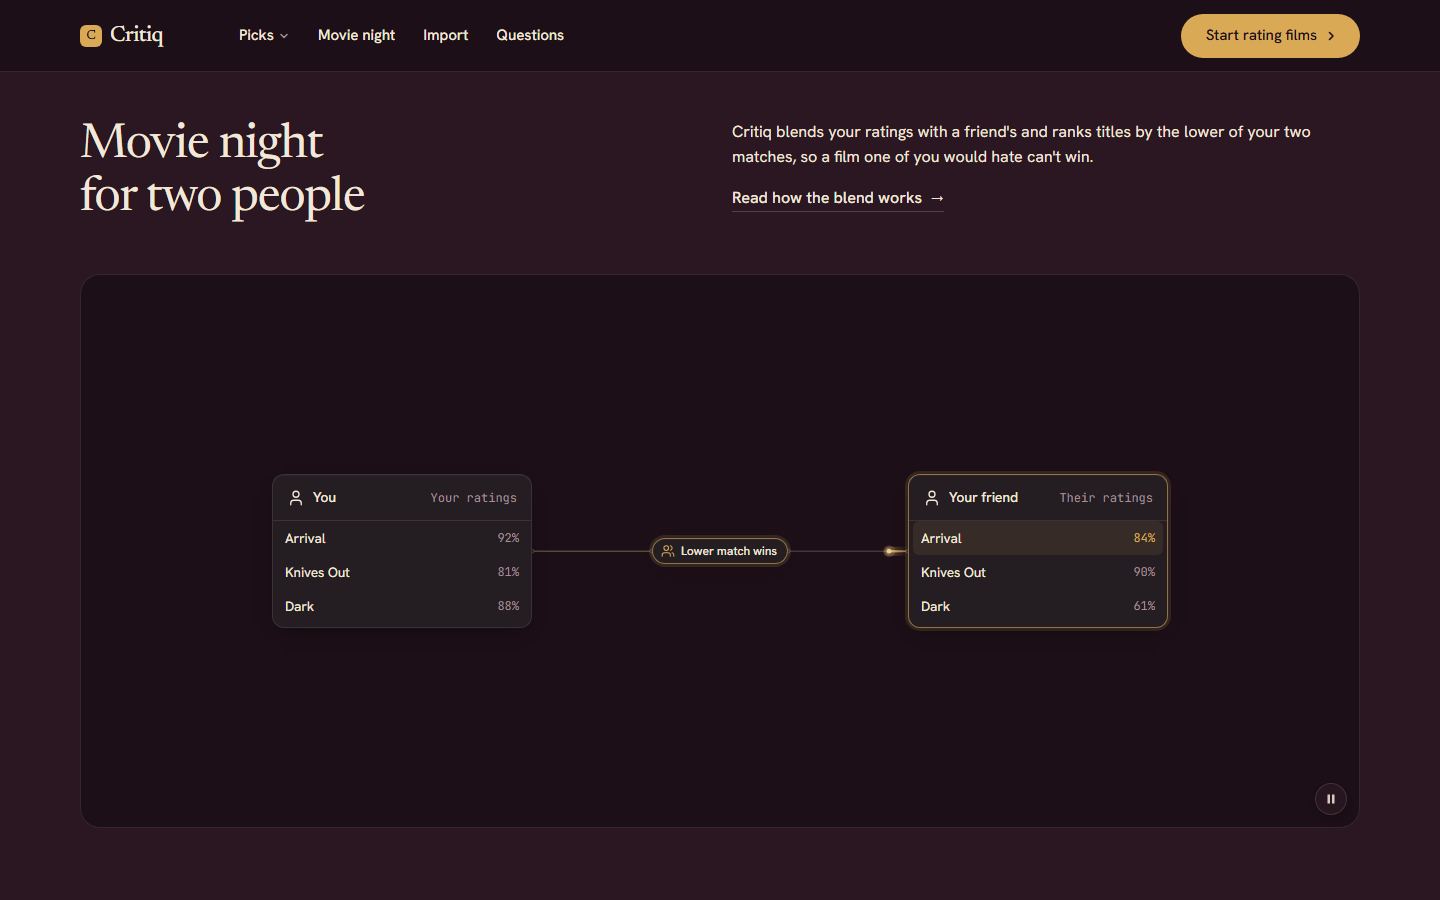 C Critiq
Picks
Movie night
Import
Questions
Start rating films
Movie night
for two people
Critiq blends your ratings with a friend's and ranks titles by the lower of your two
matches, so a film one of you would hate can't win.
Read how the blend works →
You
Your ratings
Arrival 92%
Knives Out 81%
Dark 88%
Lower match wins
Your friend
Their ratings
Arrival 84%
Knives Out 90%
Dark 61%